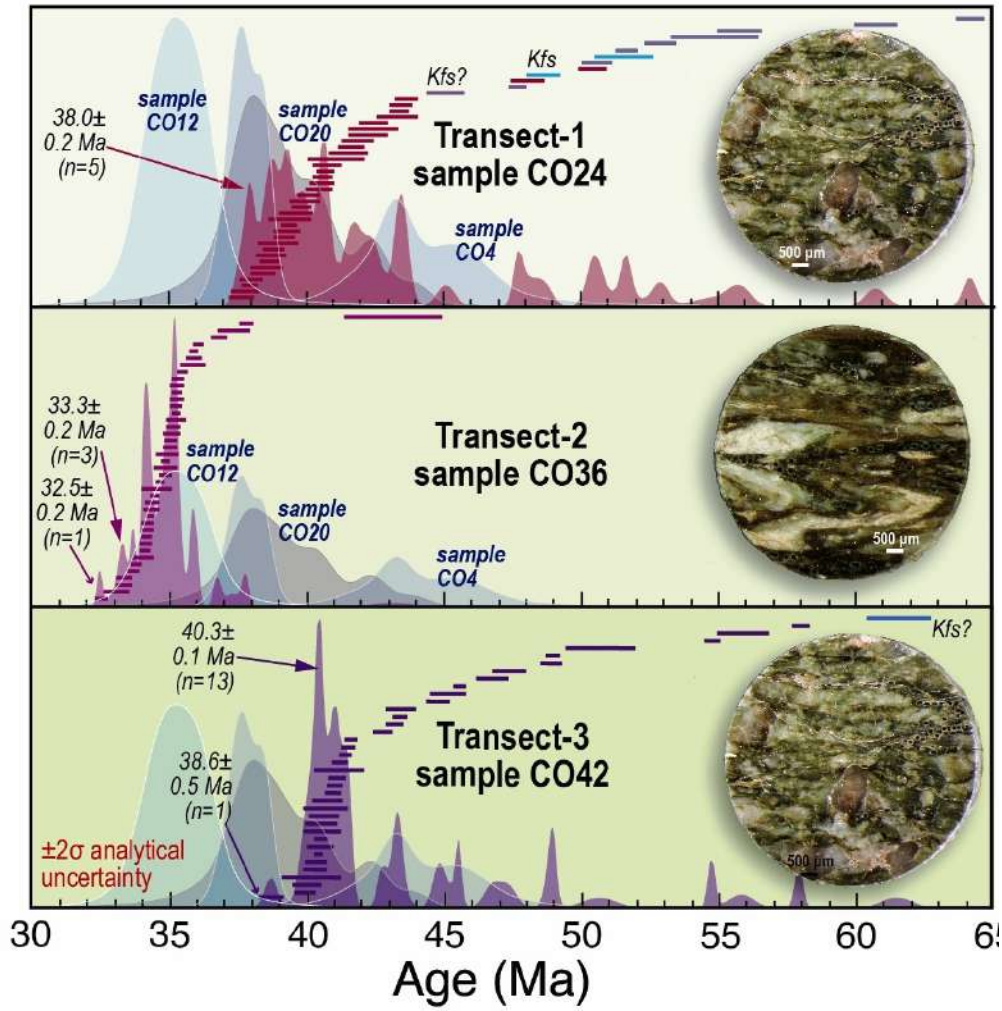 Kfs?
Kfs
sample
CO12
38.0±
0.2 Ma
(n=5)
sample
CO20
Transect-1
sample CO24
sample
CO4
500 µm
33.3±
0.2 Ma
(n=3)
32.5±
0.2 Ma
(n=1)
sample
CO12
sample
CO20
Transect-2
sample CO36
sample
CO4
500 µm
40.3±
0.1 Ma
(n=13)
Kfs?
38.6±
0.5 Ma
(n=1)
Transect-3
sample CO42
±2σ analytical
uncertainty
500 µm
30 35 40 45 50 55 60 65
Age (Ma)